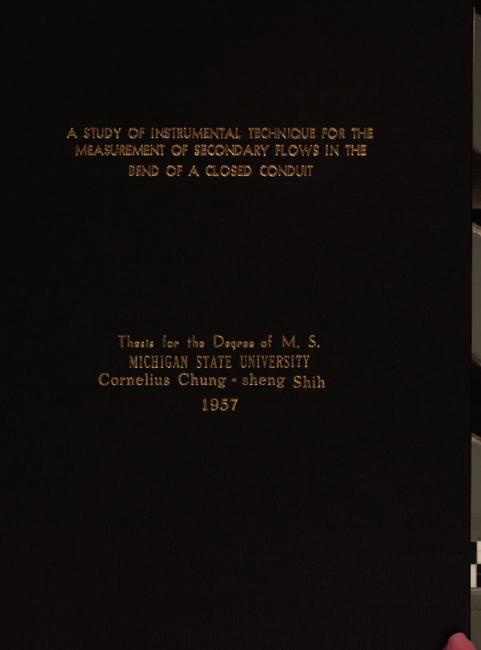 A STUDY OF INSTRUMENTAL TECHNIQUE FOR THE
MEASUREMENT OF SECONDARY FLOWS IN THE
BEND OF A CLOSED CONDUIT
Thesis for the Degree of M. S.
MICHIGAN STATE UNIVERSITY
Cornelius Chung-sheng Shih
1957